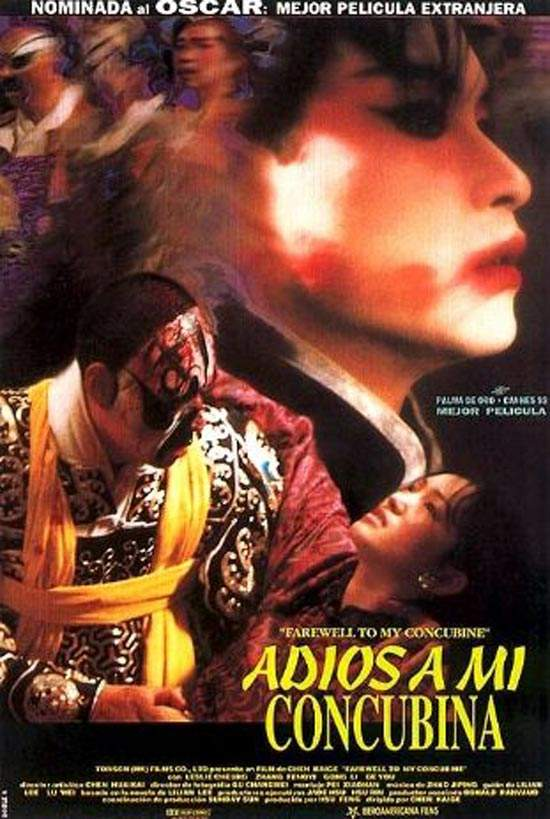 NOMINADA al OSCAR: MEJOR PELICULA EXTRANJERA
PALMA DE ORO • CANNES 93
MEJOR PELICULA
"FAREWELL TO MY CONCUBINE"
ADIOS A MI
CONCUBINA
TOMSON (HK) FILMS CO., LTD presenta un FILM de CHEN KAIGE "FAREWELL TO MY CONCUBINE"
con LESLIE CHEUNG ZHANG FENGYI GONG LI GE YOU
director artístico CHEN HUAIKAI director de fotografía GU CHANGWEI montaje PEI XIAONAN música de ZHAO JIPING guión de LILIAN
LEE LU WEI basada en la novela de LILIAN LEE productores ejecutivos JADE HSU HSU BIN productor asociado DONALD RANVAUD
coordinación de producción SUNDAY SUN producida por HSU FENG dirigida por CHEN KAIGE
IBEROAMERICANA FILMS